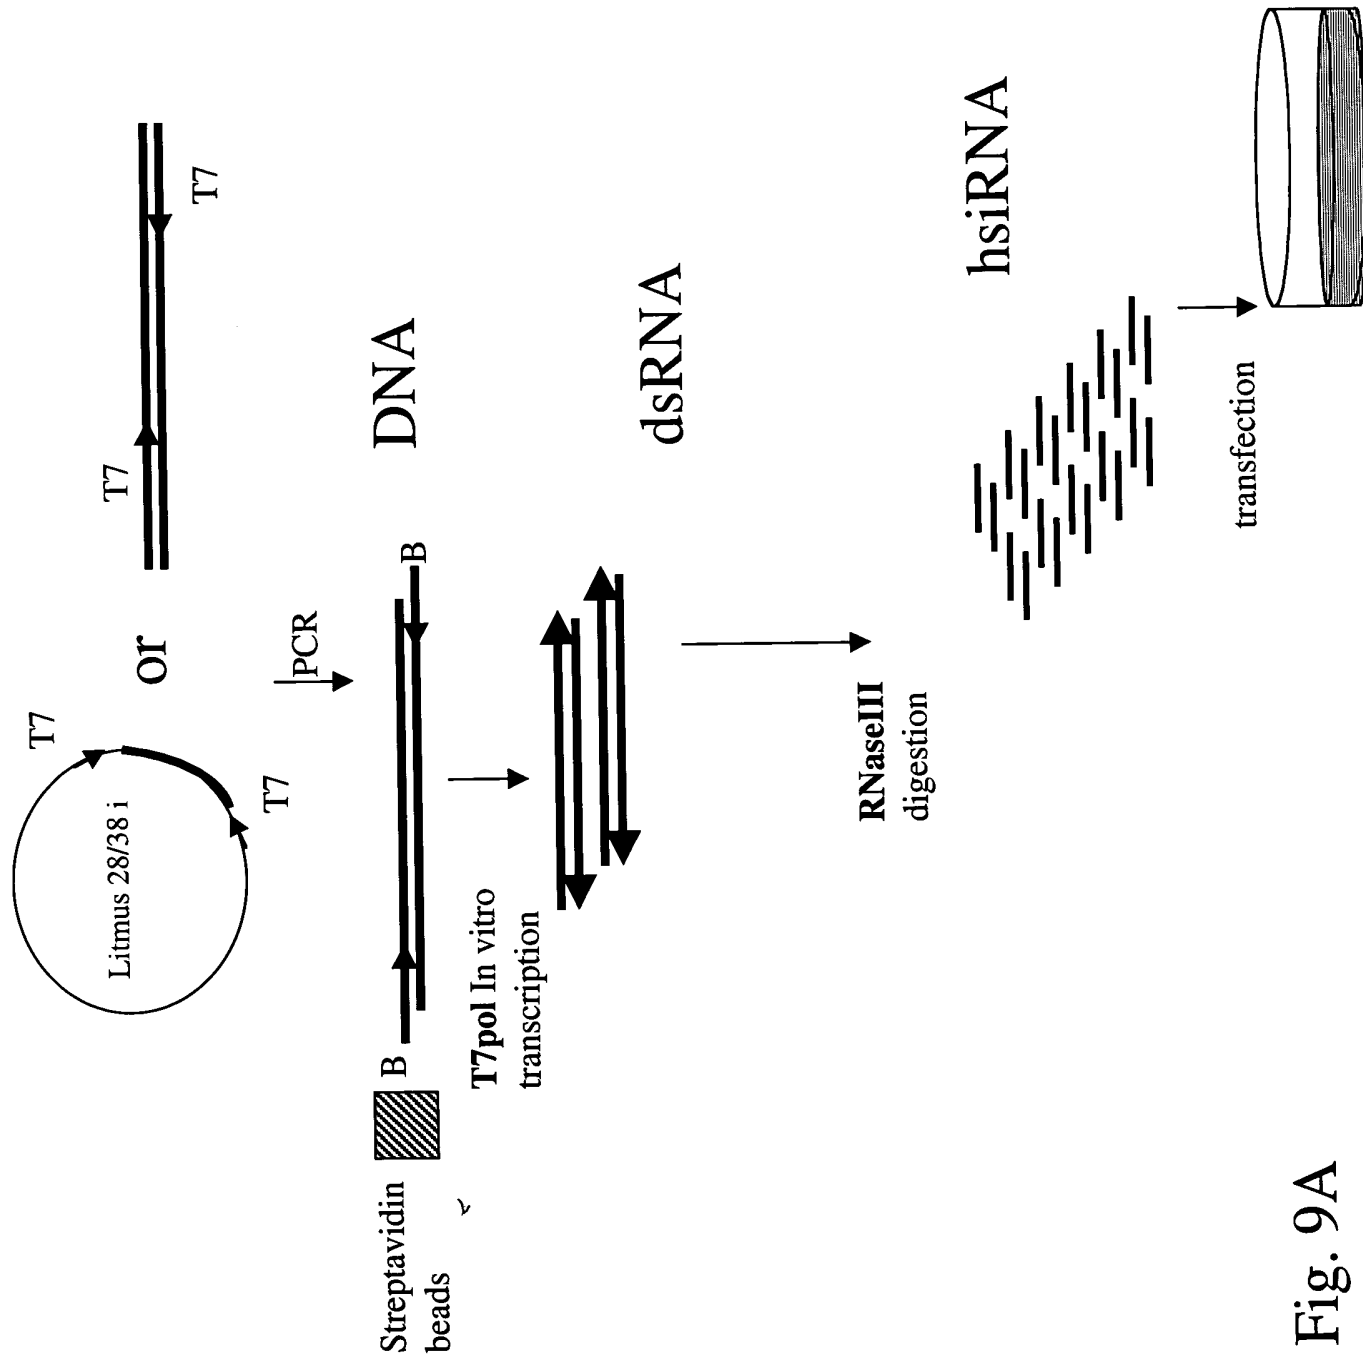 T7
Litmus 28/38 i
T7
or
T7
T7
PCR
Streptavidin
beads
B
B
DNA
T7pol In vitro
transcription
dsRNA
RNaseIII
digestion
hsiRNA
transfection
Fig. 9A